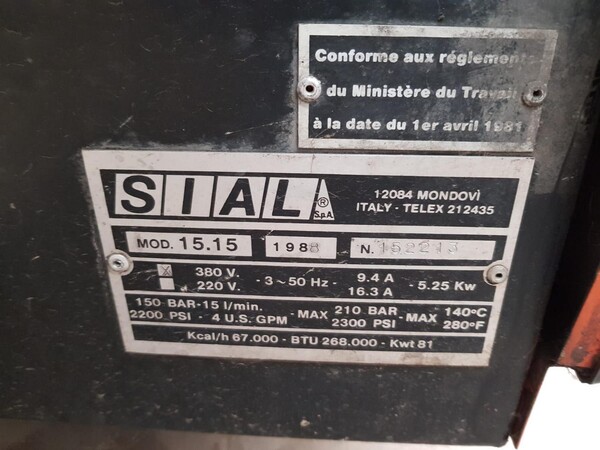 Conforme aux réglements
du Ministère du Travail
à la date du 1er avril 1981
SIAL ® S.p.A.
12084 MONDOVÌ
ITALY - TELEX 212435
MOD. 15.15 1988 N. 152213
x 380 V. - 3~50 Hz - 9.4 A - 5.25 Kw
220 V. 16.3 A
150 BAR-15 l/min. - MAX 210 BAR - MAX 140°C
2200 PSI - 4 U.S. GPM 2300 PSI 280°F
Kcal/h 67.000 - BTU 268.000 - Kwt 81